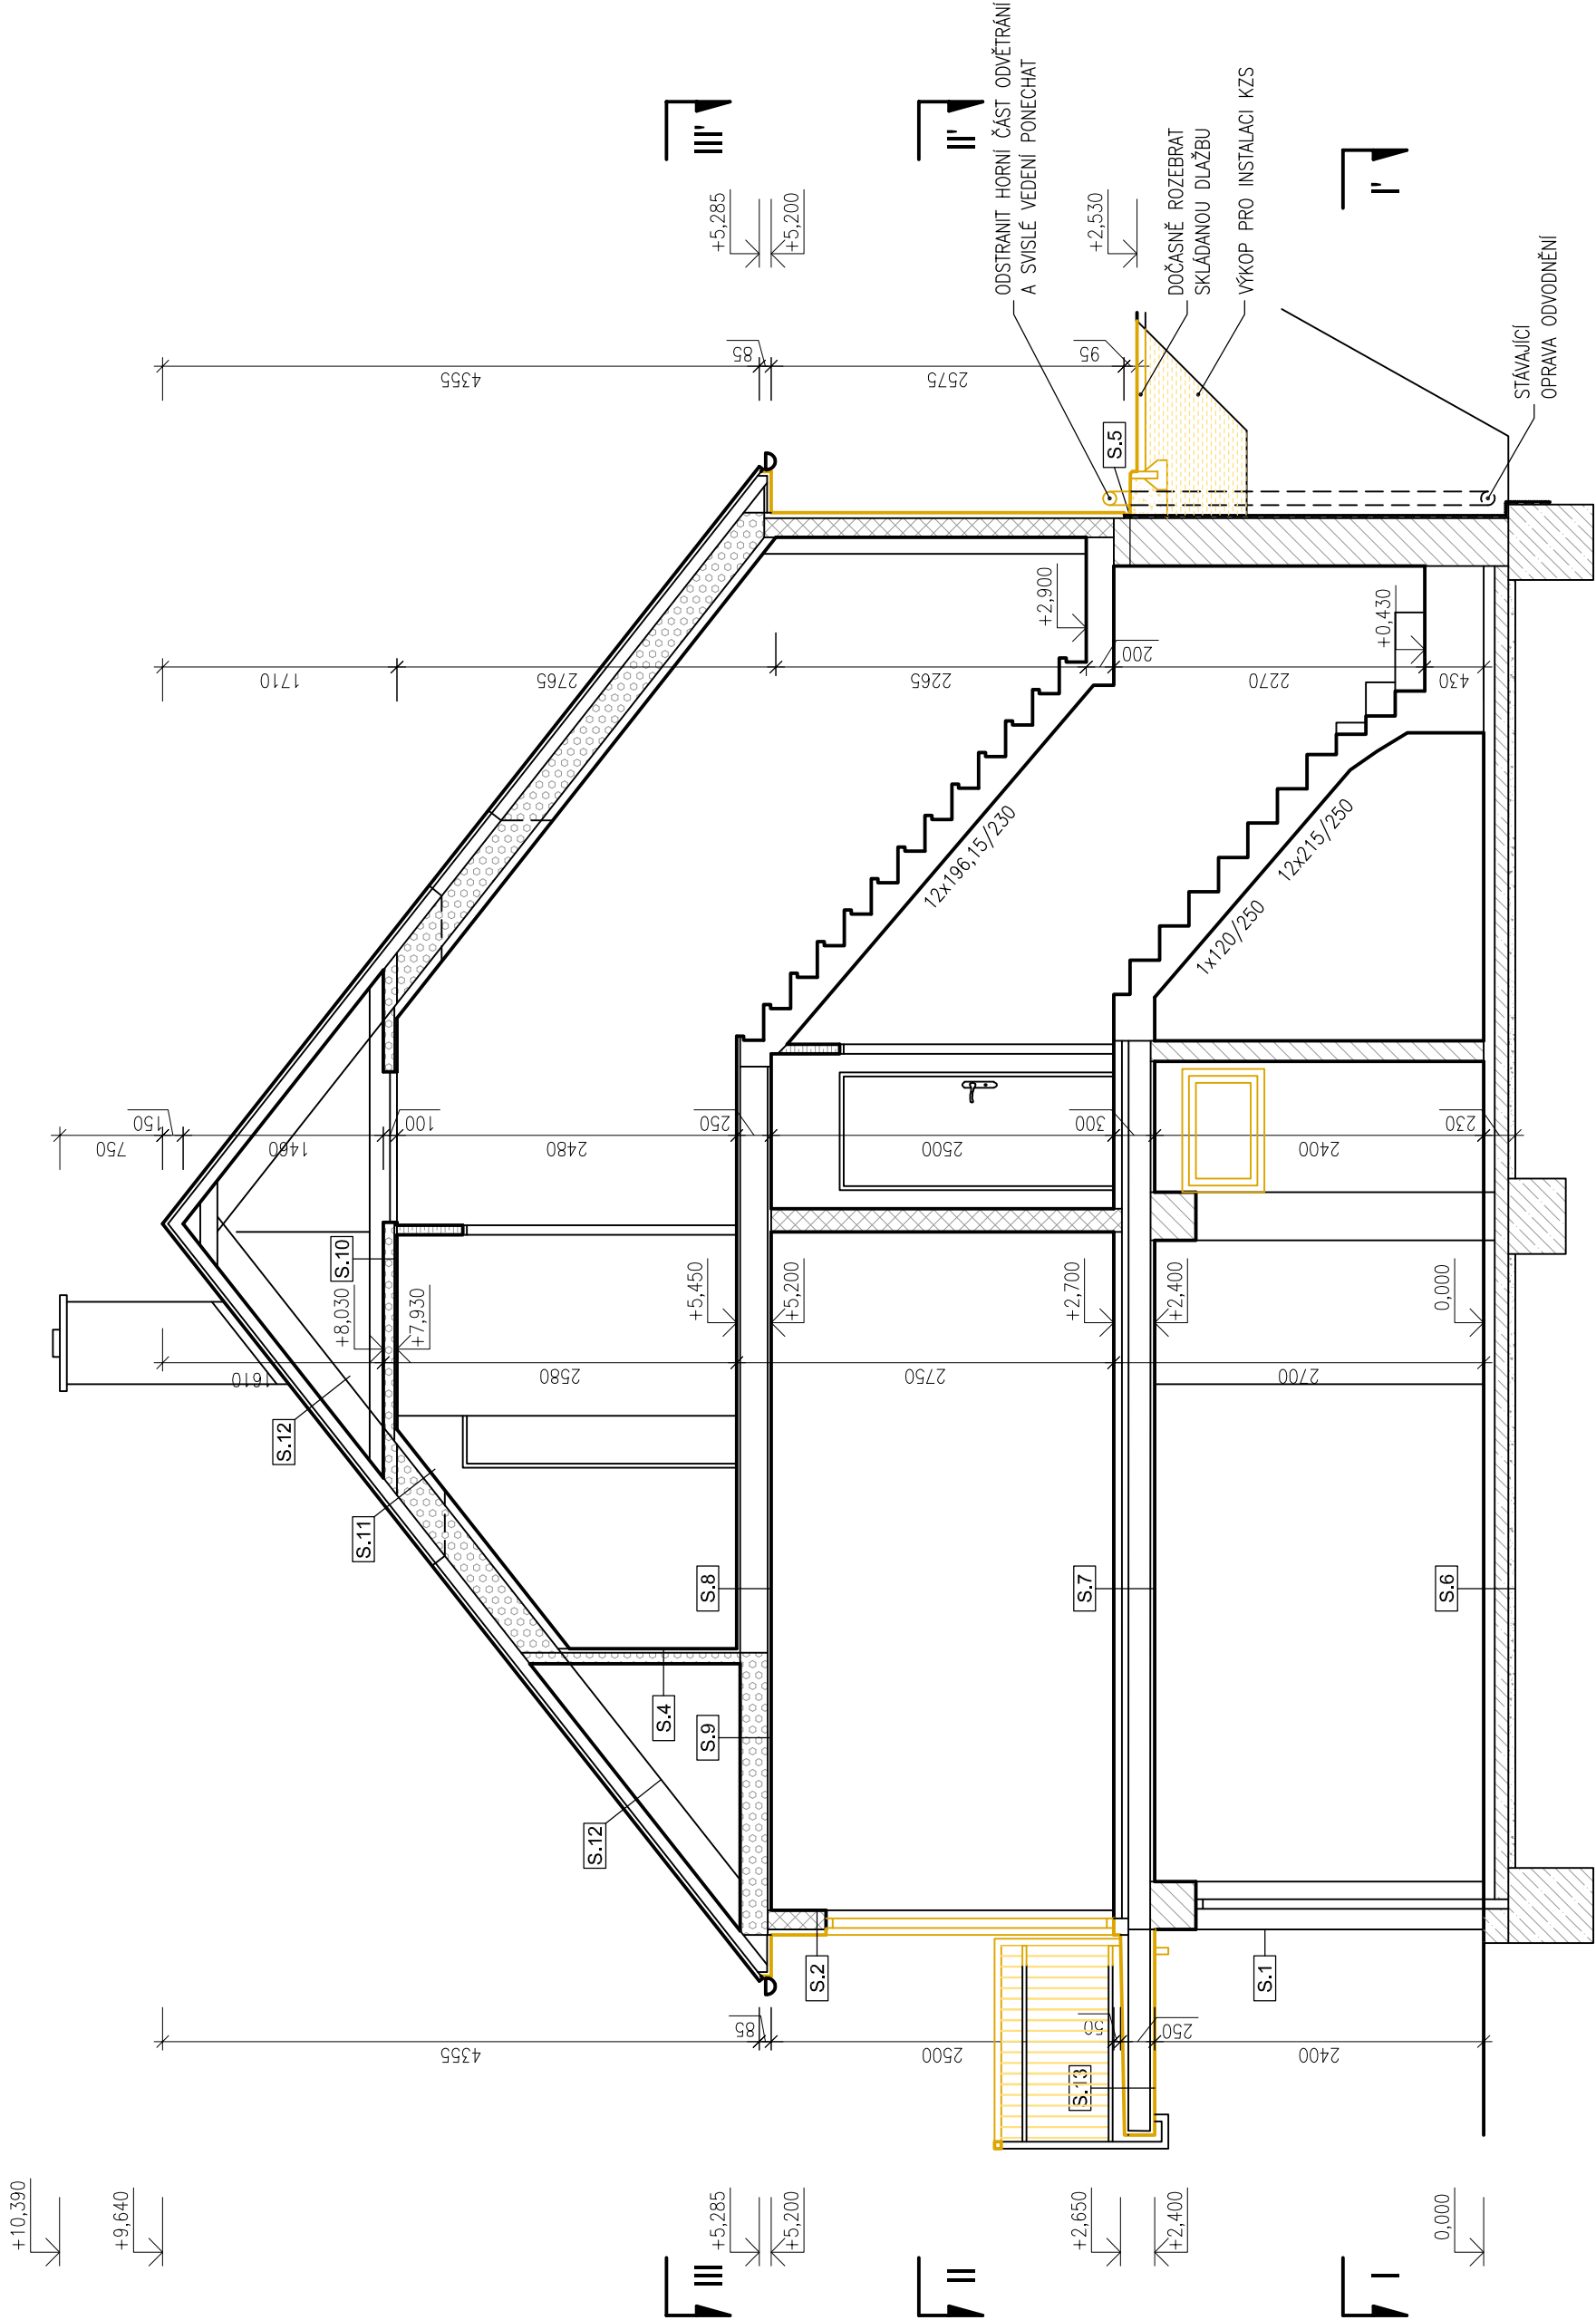 +10,390
+9,640
+5,285
+5,200
+2,650
+2,400
0,000
III
II
I
4355
85
2500
50
250
2400
S.13
S.1
S.2
S.12
S.9
S.4
S.8
S.7
S.6
S.11
S.12
S.10
+8,030
+7,930
+5,450
+5,200
+2,700
+2,400
0,000
1610
2580
2750
2700
750
150
1460
100
2480
250
2500
300
2400
230
12x196,15/230
1x120/250
12x215/250
1710
2765
2265
200
2270
430
+2,900
+0,430
S.5
4355
85
2575
95
+5,285
+5,200
+2,530
ODSTRANIT HORNÍ ČÁST ODVĚTRÁNÍ
A SVISLÉ VEDENÍ PONECHAT
DOČASNĚ ROZEBRAT
SKLÁDANOU DLAŽBU
VÝKOP PRO INSTALACI KZS
STÁVAJÍCÍ
OPRAVA ODVODNĚNÍ
III'
II'
I'